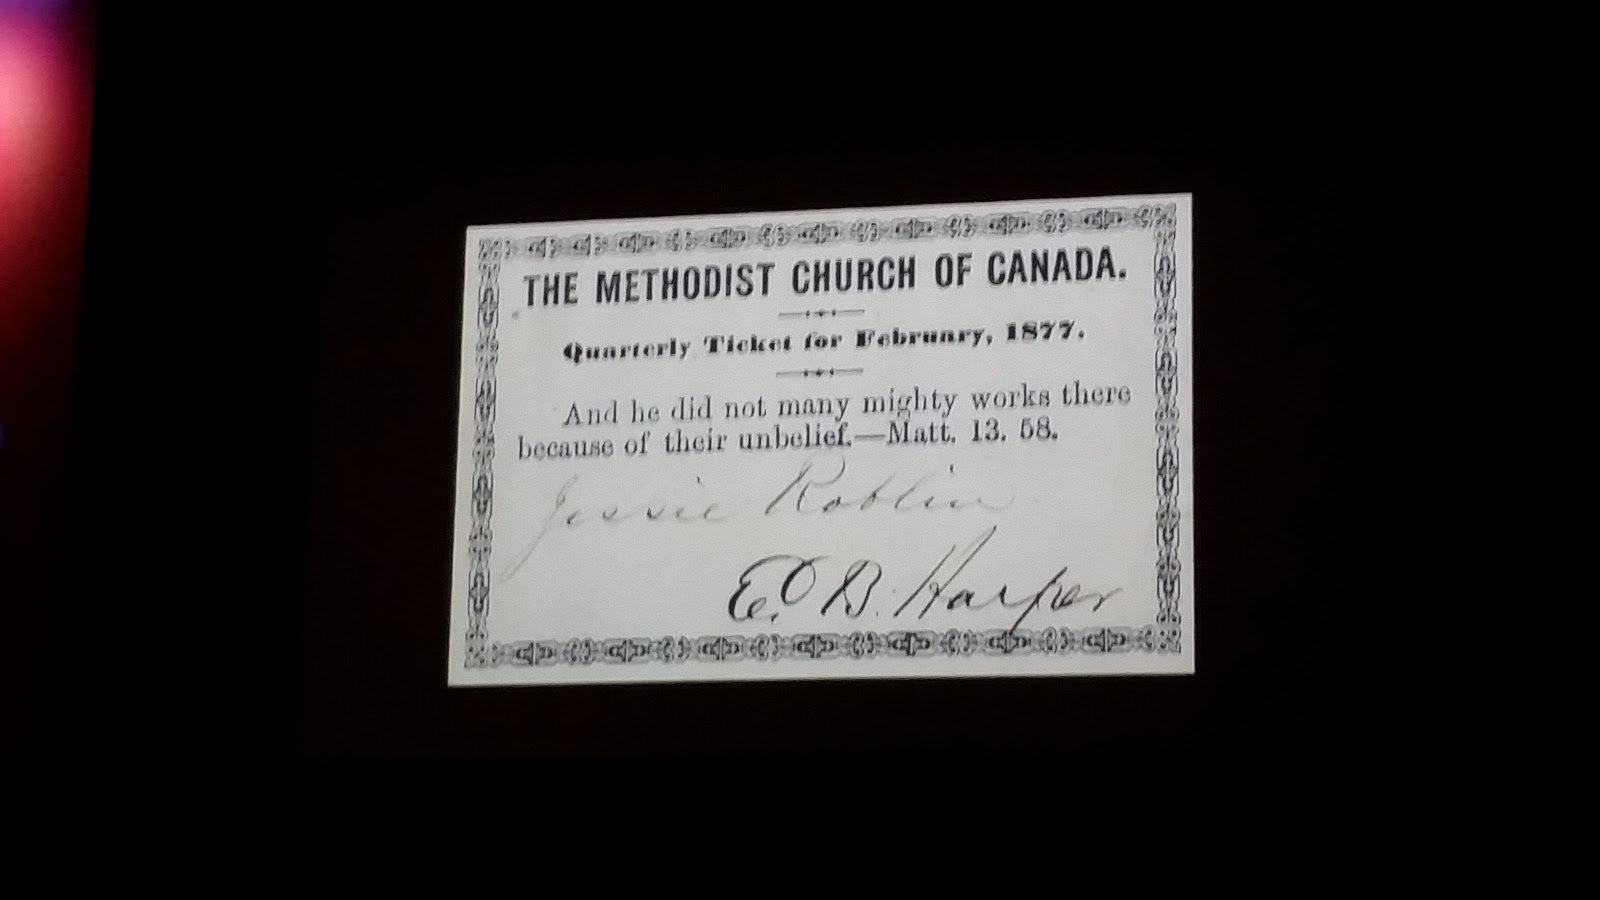 THE METHODIST CHURCH OF CANADA.
Quarterly Ticket for February, 1877.
And he did not many mighty works there
because of their unbelief.—Matt. 13. 58.
Jessie Roblin
E. B. Harper